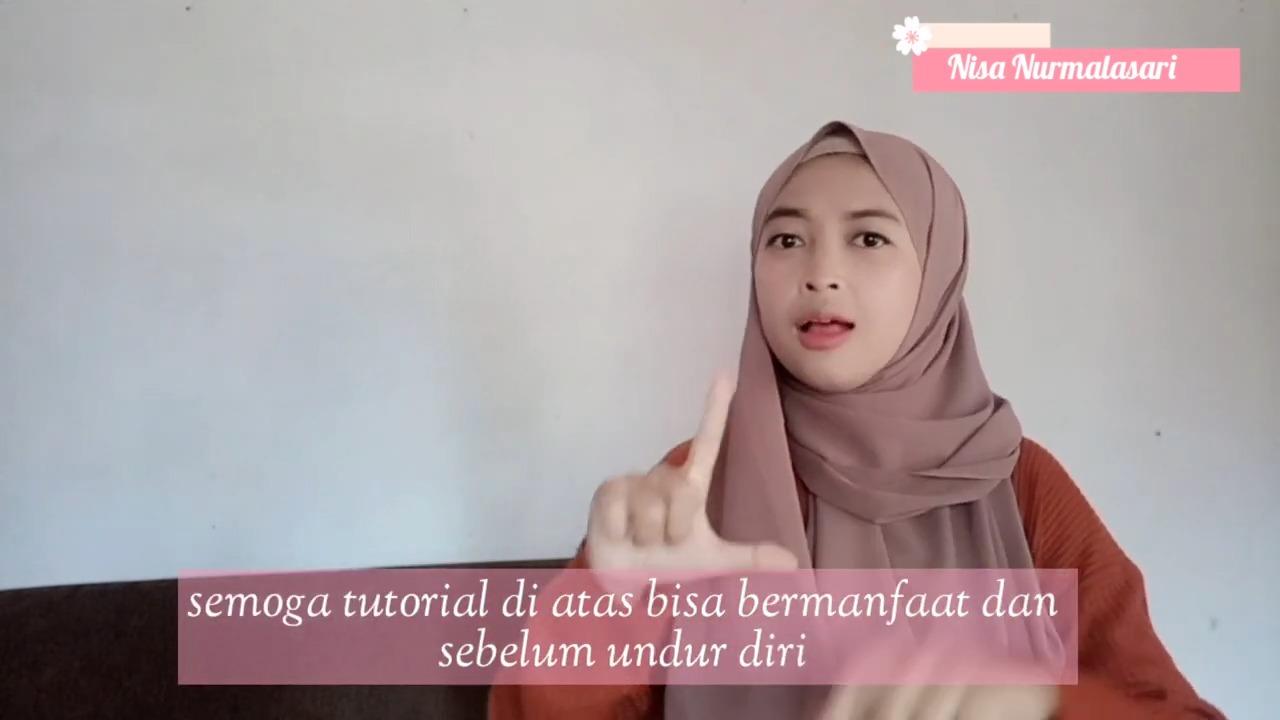 Nisa Nurmalasari
semoga tutorial di atas bisa bermanfaat dan
sebelum undur diri